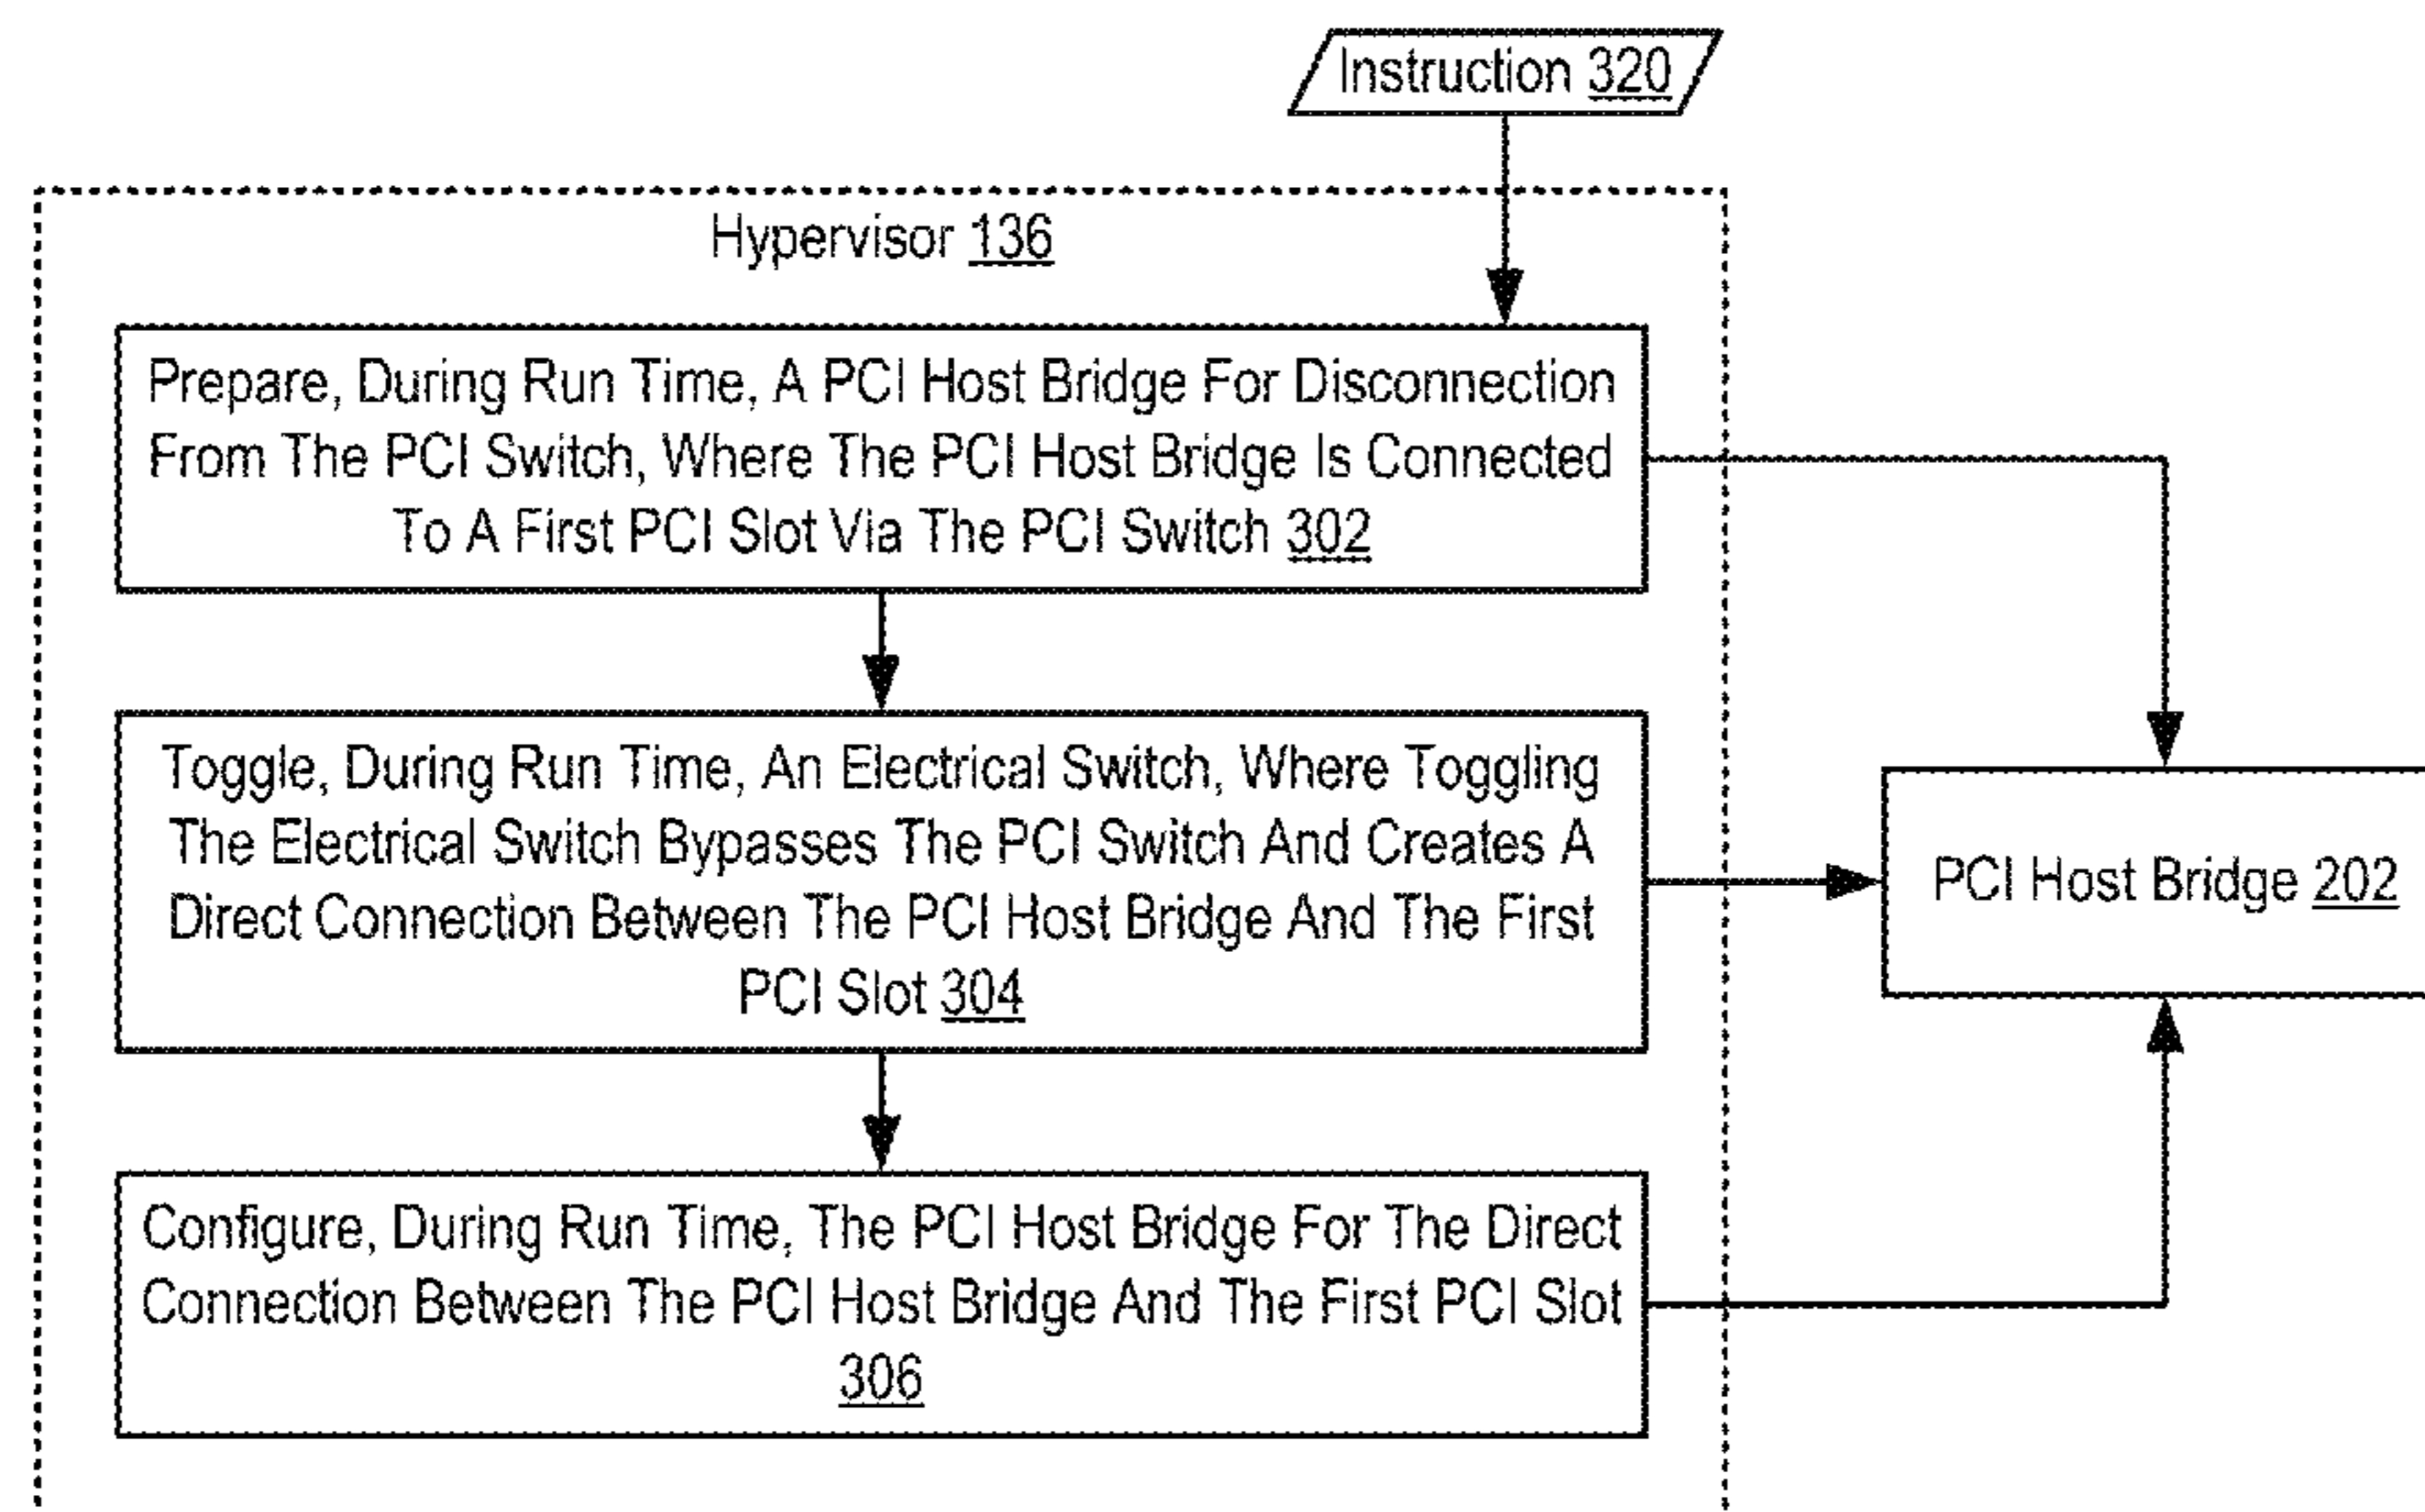 Instruction 320
Hypervisor 136
Prepare, During Run Time, A PCI Host Bridge For Disconnection
From The PCI Switch, Where The PCI Host Bridge Is Connected
To A First PCI Slot Via The PCI Switch 302
Toggle, During Run Time, An Electrical Switch, Where Toggling
The Electrical Switch Bypasses The PCI Switch And Creates A
Direct Connection Between The PCI Host Bridge And The First
PCI Slot 304
PCI Host Bridge 202
Configure, During Run Time, The PCI Host Bridge For The Direct
Connection Between The PCI Host Bridge And The First PCI Slot
306